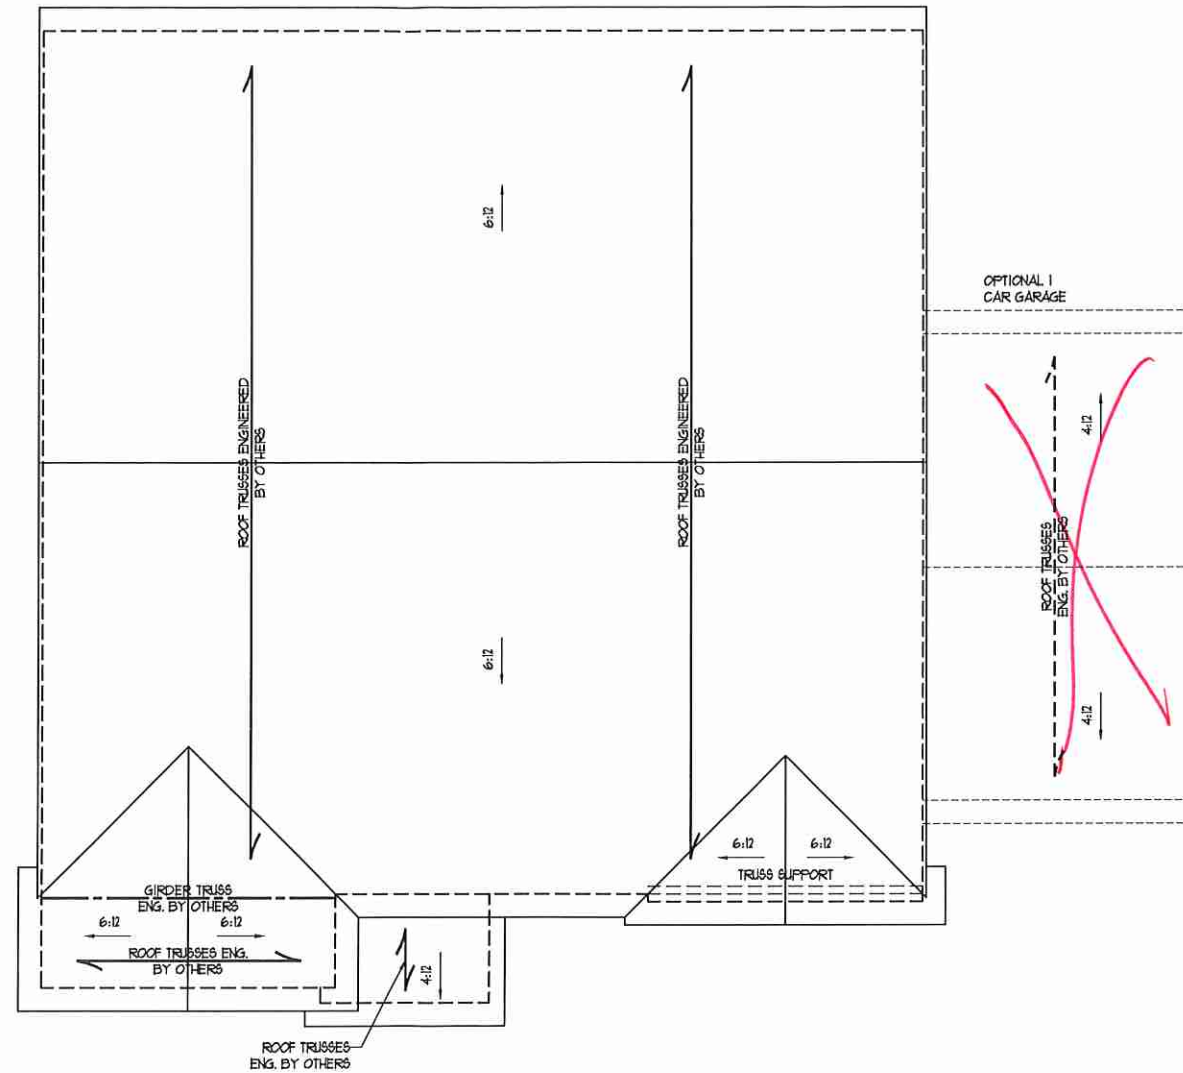 6:12
OPTIONAL 1
CAR GARAGE
ROOF TRUSSES ENGINEERED
BY OTHERS
ROOF TRUSSES ENGINEERED
BY OTHERS
4:12
ROOF TRUSSES
ENG. BY OTHERS
6:12
4:12
6:12
6:12
TRUSS SUPPORT
GIRDER TRUSS
ENG. BY OTHERS
6:12
6:12
ROOF TRUSSES ENG.
BY OTHERS
4:12
ROOF TRUSSES
ENG. BY OTHERS